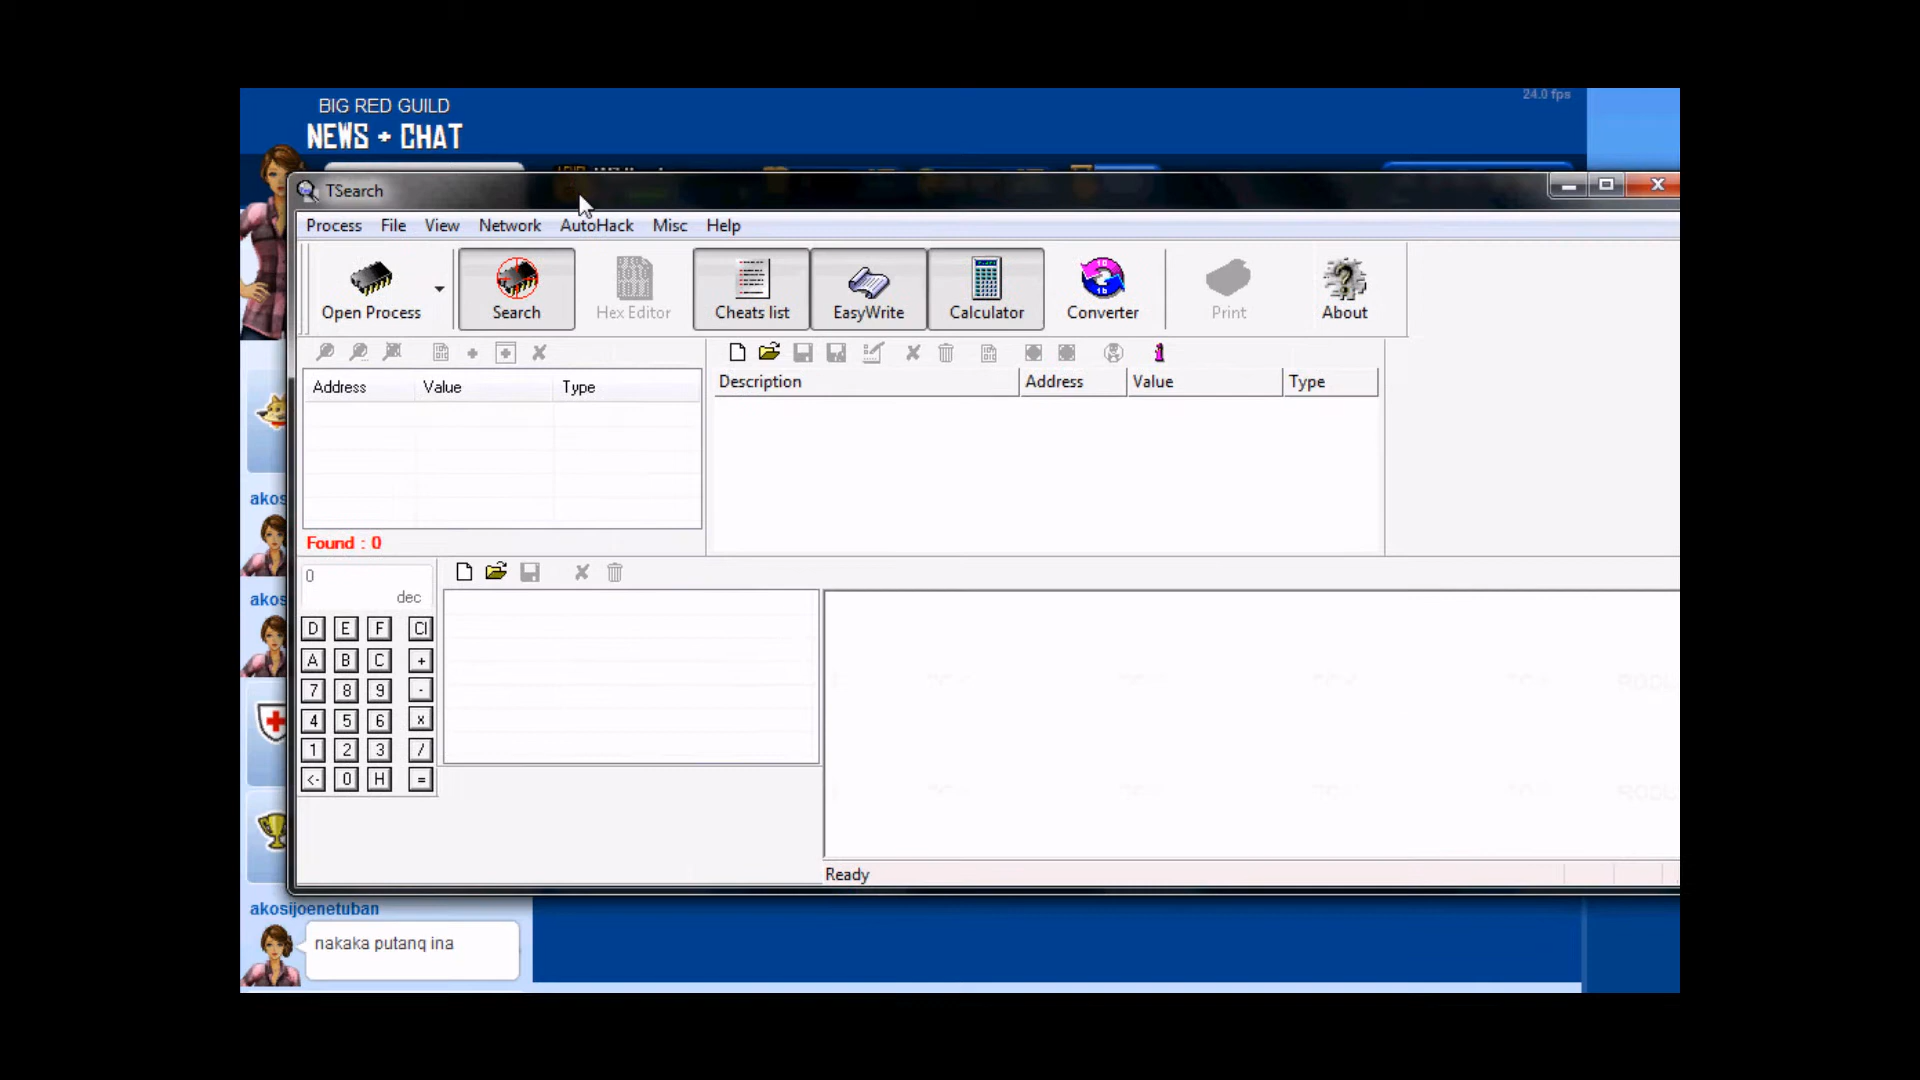 BIG RED GUILD
NEWS + CHAT
24.0 fps
TSearch
Process File View Network AutoHack Misc Help
Open Process Search Hex Editor Cheats list EasyWrite Calculator Converter Print About
Address Value Type
Description Address Value Type
Found : 0
0
dec
D E F Cl
A B C +
7 8 9 -
4 5 6 x
1 2 3 /
<- 0 H =
Ready
akos
akos
akosijoenetuban
nakaka putanq ina